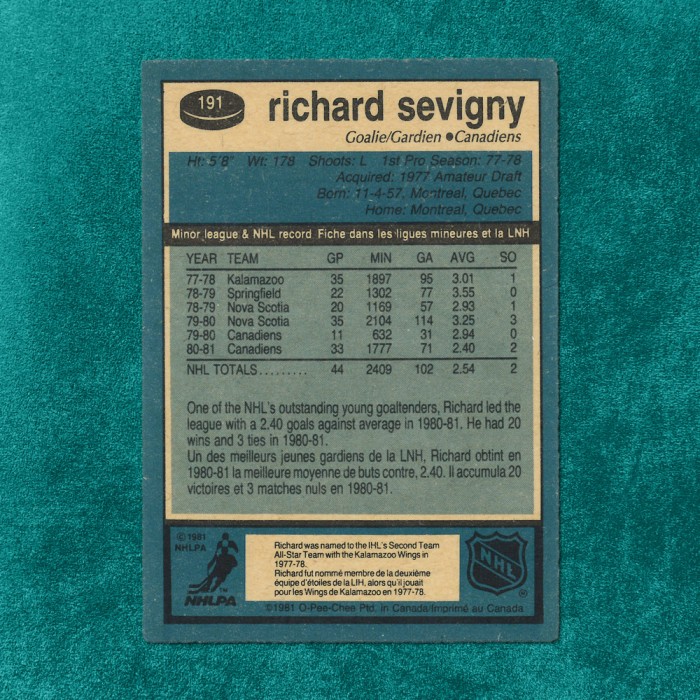 191
richard sevigny
Goalie/Gardien • Canadiens
Ht: 5'8" Wt: 178 Shoots: L 1st Pro Season: 77-78
Acquired: 1977 Amateur Draft
Born: 11-4-57, Montreal, Quebec
Home: Montreal, Quebec
Minor league & NHL record Fiche dans les ligues mineures et la LNH
YEAR TEAM GP MIN GA AVG SO
77-78 Kalamazoo 35 1897 95 3.01 1
78-79 Springfield 22 1302 77 3.55 0
78-79 Nova Scotia 20 1169 57 2.93 1
79-80 Nova Scotia 35 2104 114 3.25 3
79-80 Canadiens 11 632 31 2.94 0
80-81 Canadiens 33 1777 71 2.40 2
NHL TOTALS......... 44 2409 102 2.54 2
One of the NHL's outstanding young goaltenders, Richard led the
league with a 2.40 goals against average in 1980-81. He had 20
wins and 3 ties in 1980-81.
Un des meilleurs jeunes gardiens de la LNH, Richard obtint en
1980-81 la meilleure moyenne de buts contre, 2.40. Il accumula 20
victoires et 3 matches nuls en 1980-81.
© 1981
NHLPA
NHLPA
TM
Richard was named to the IHL's Second Team
All-Star Team with the Kalamazoo Wings in
1977-78.
Richard fut nommé membre de la deuxième
équipe d'étoiles de la LIH, alors qu'il jouait
pour les Wings de Kalamazoo en 1977-78.
NHL
®
©1981 O-Pee-Chee Ptd. in Canada/Imprimé au Canada